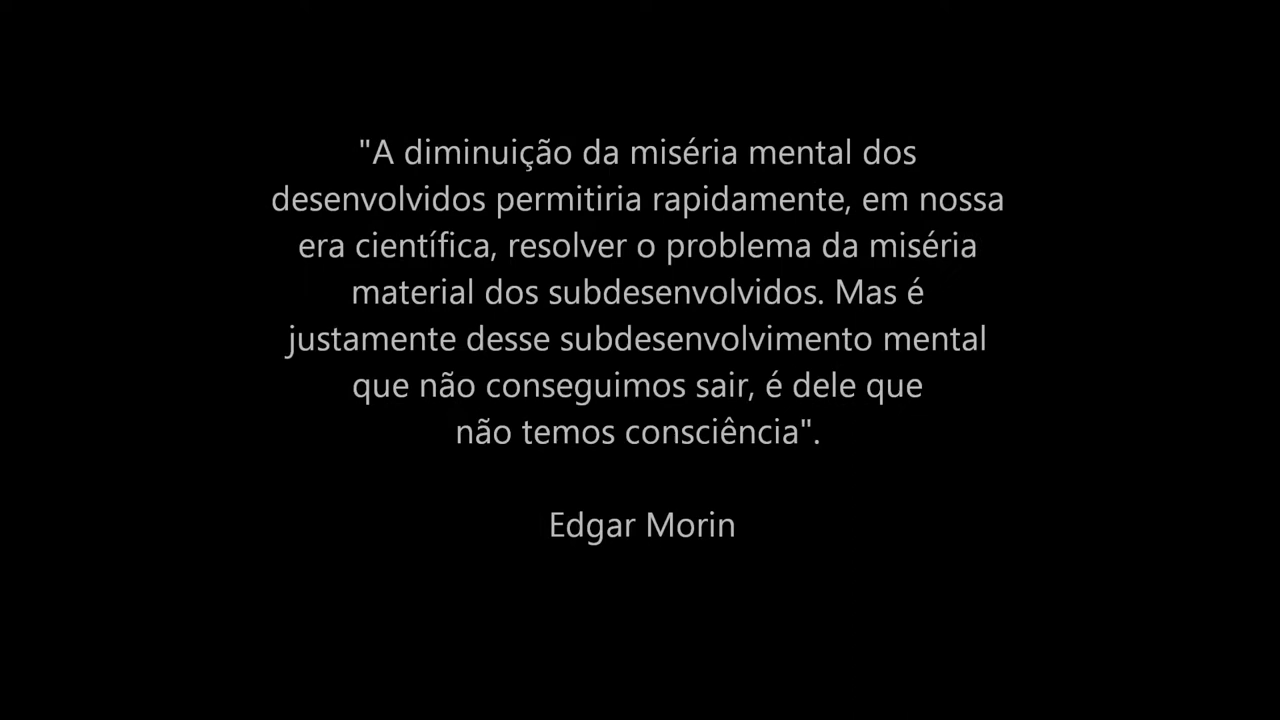 "A diminuição da miséria mental dos
desenvolvidos permitiria rapidamente, em nossa
era científica, resolver o problema da miséria
material dos subdesenvolvidos. Mas é
justamente desse subdesenvolvimento mental
que não conseguimos sair, é dele que
não temos consciência".
Edgar Morin